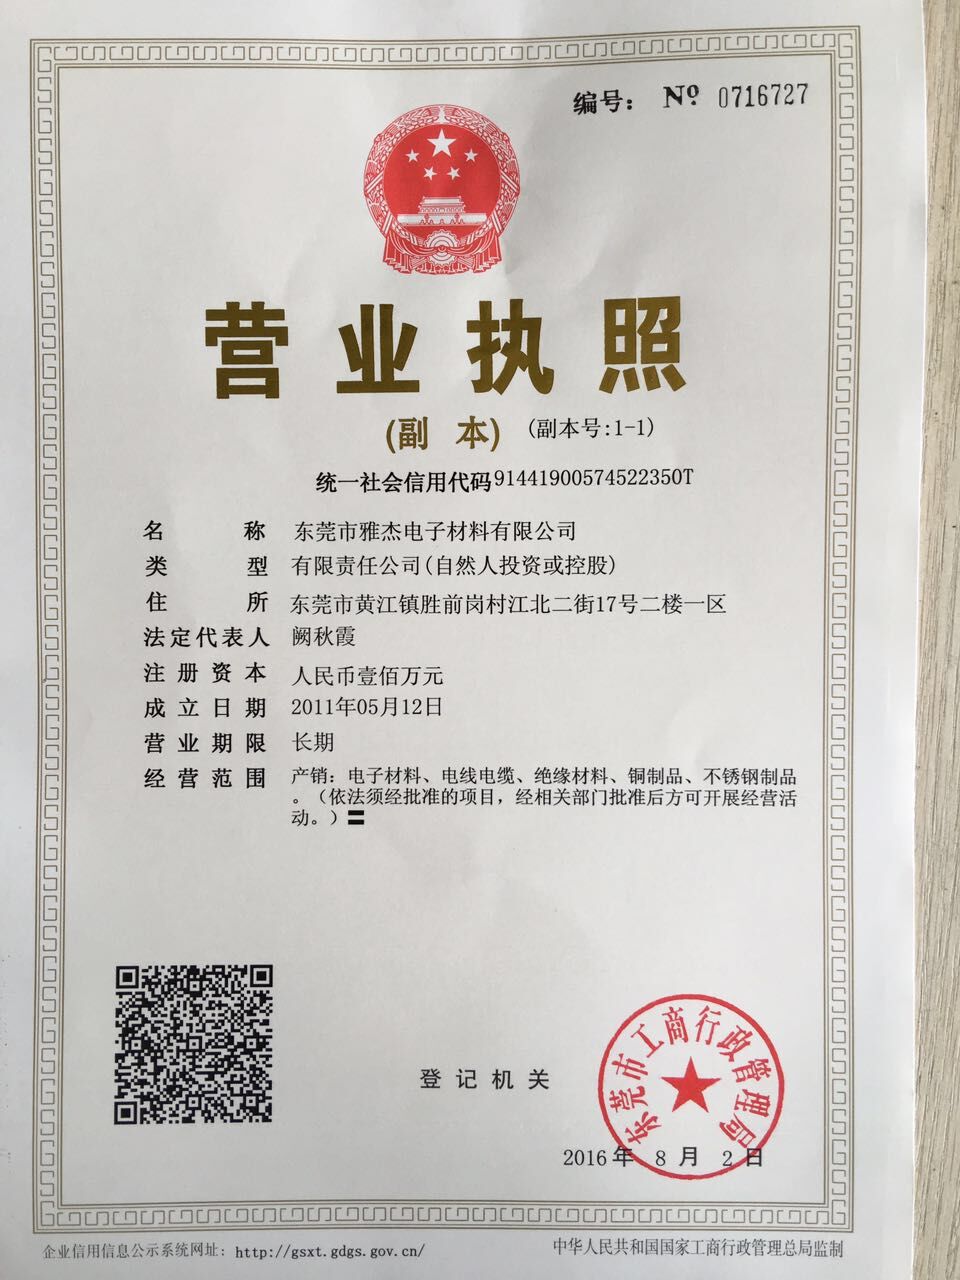 编号： Nº 0716727
营业执照
(副 本) (副本号:1-1)
统一社会信用代码91441900574522350T
名 称 东莞市雅杰电子材料有限公司
类 型 有限责任公司(自然人投资或控股)
住 所 东莞市黄江镇胜前岗村江北二街17号二楼一区
法定代表人 阙秋霞
注册资本 人民币壹佰万元
成立日期 2011年05月12日
营业期限 长期
经营范围 产销：电子材料、电线电缆、绝缘材料、铜制品、不锈钢制品
。（依法须经批准的项目，经相关部门批准后方可开展经营活
动。）〓
东莞市工商行政管理局
登记机关
2016年 8 月 2 日
企业信用信息公示系统网址：http://gsxt.gdgs.gov.cn/
中华人民共和国国家工商行政管理总局监制